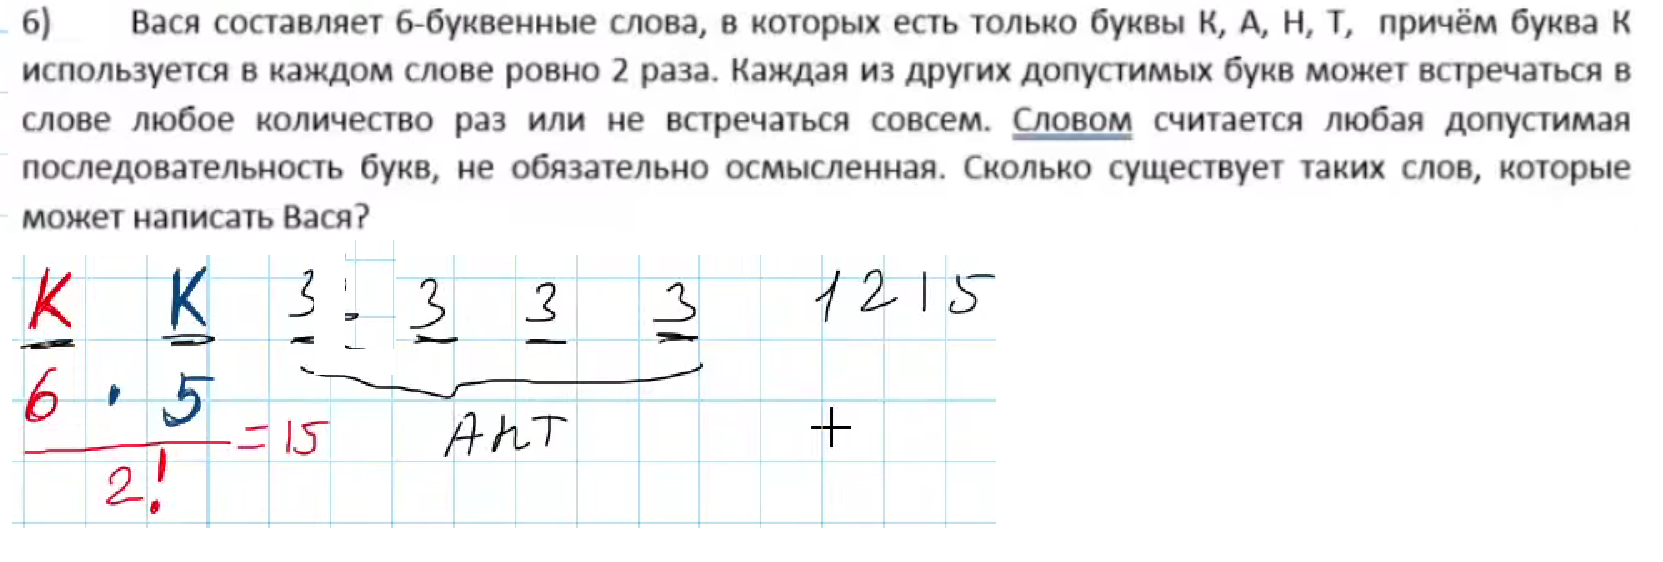 6) Вася составляет 6-буквенные слова, в которых есть только буквы К, А, Н, Т, причём буква К
используется в каждом слове ровно 2 раза. Каждая из других допустимых букв может встречаться в
слове любое количество раз или не встречаться совсем. Словом считается любая допустимая
последовательность букв, не обязательно осмысленная. Сколько существует таких слов, которые
может написать Вася?
К К 3 · 3 3 3 1215
6 · 5
2! = 15
АНТ